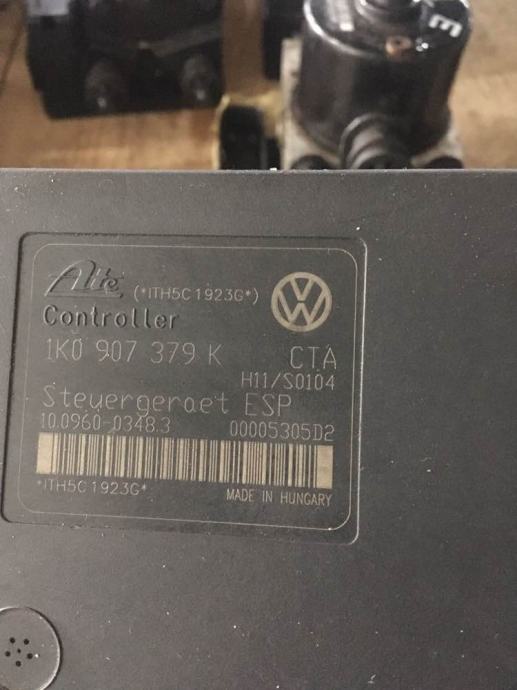 E
Ate (*ITH5C1923G*)
Controller
1K0 907 379 K CTA
H11/S0104
Steuergeraet ESP
10.0960-0348.3 00005305D2
*ITH5C1923G* MADE IN HUNGARY